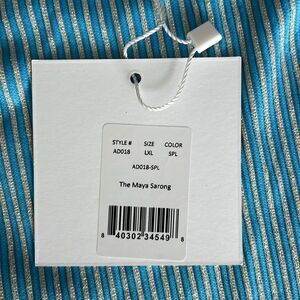 STYLE # SIZE COLOR
AD018 LXL SPL
AD018-SPL
The Maya Sarong
8 40302 34549 8